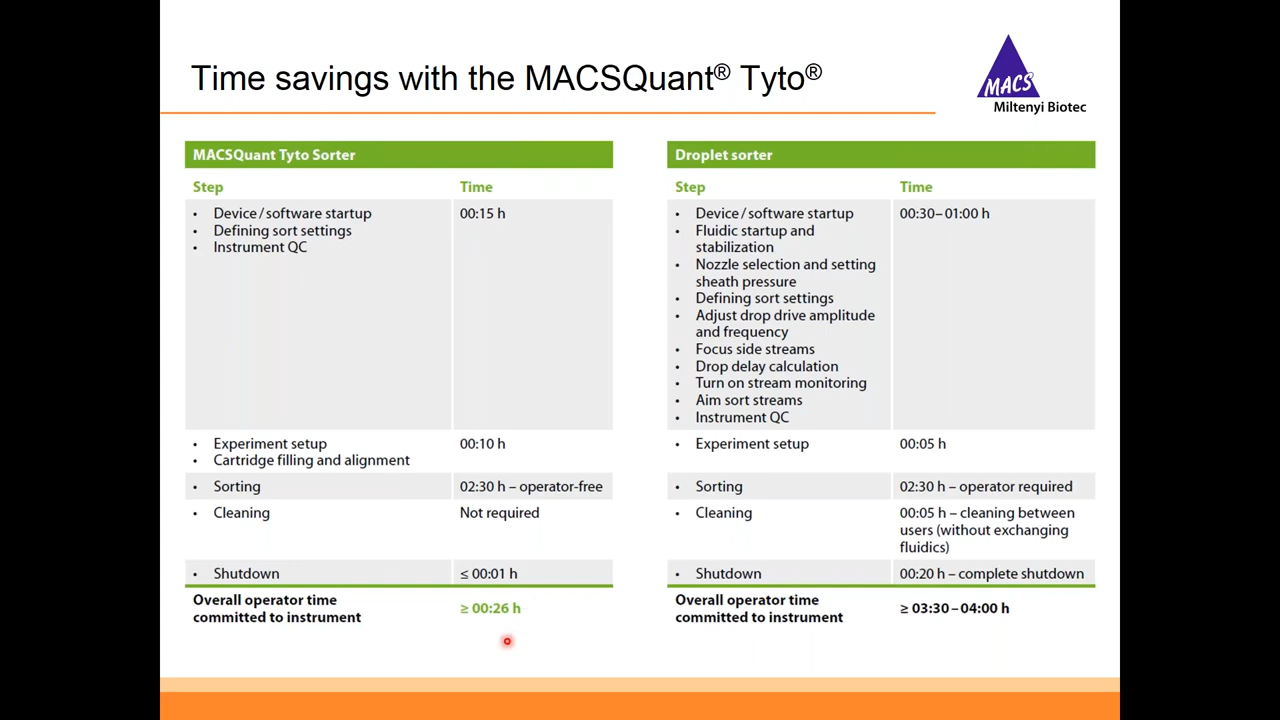 Time savings with the MACSQuant® Tyto®
MACS
Miltenyi Biotec
MACSQuant Tyto Sorter
Step
Time
• Device / software startup
• Defining sort settings
• Instrument QC
00:15 h
• Experiment setup
• Cartridge filling and alignment
00:10 h
• Sorting
02:30 h – operator-free
• Cleaning
Not required
• Shutdown
≤ 00:01 h
Overall operator time
committed to instrument
≥ 00:26 h
Droplet sorter
Step
Time
• Device / software startup
• Fluidic startup and
stabilization
• Nozzle selection and setting
sheath pressure
• Defining sort settings
• Adjust drop drive amplitude
and frequency
• Focus side streams
• Drop delay calculation
• Turn on stream monitoring
• Aim sort streams
• Instrument QC
00:30– 01:00 h
• Experiment setup
00:05 h
• Sorting
02:30 h – operator required
• Cleaning
00:05 h – cleaning between
users (without exchanging
fluidics)
• Shutdown
00:20 h – complete shutdown
Overall operator time
committed to instrument
≥ 03:30 – 04:00 h